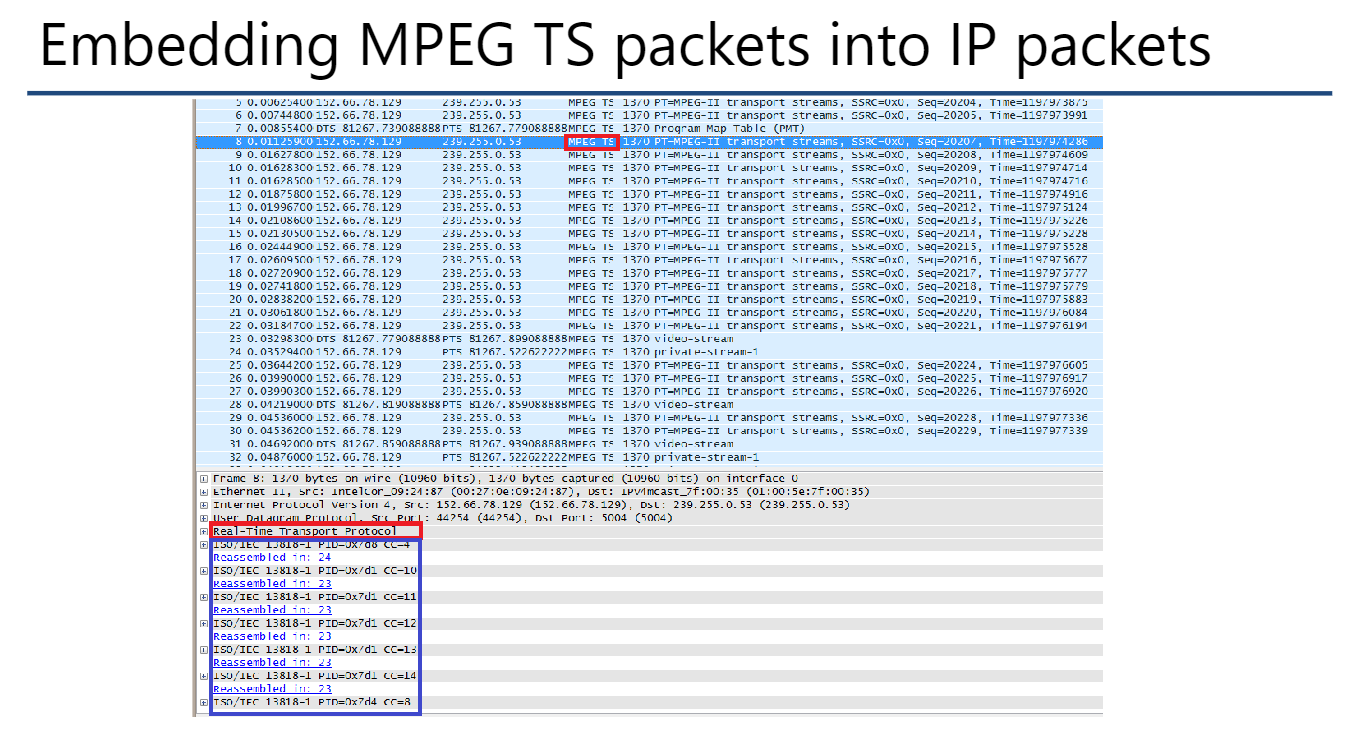 Embedding MPEG TS packets into IP packets
5 0.00625400 152.66.78.129 239.255.0.53 MPEG TS 1370 PT=MPEG-II transport streams, SSRC=0x0, Seq=20204, Time=1197973875
6 0.00744800 152.66.78.129 239.255.0.53 MPEG TS 1370 PT=MPEG-II transport streams, SSRC=0x0, Seq=20205, Time=1197973991
7 0.00855400 DTS 81267.739088888 PTS 81267.779088888 MPEG TS 1370 Program Map Table (PMT)
8 0.01125900 152.66.78.129 239.255.0.53 MPEG TS 1370 PT=MPEG-II transport streams, SSRC=0x0, Seq=20207, Time=1197974286
9 0.01627800 152.66.78.129 239.255.0.53 MPEG TS 1370 PT=MPEG-II transport streams, SSRC=0x0, Seq=20208, Time=1197974609
10 0.01628300 152.66.78.129 239.255.0.53 MPEG TS 1370 PT=MPEG-II transport streams, SSRC=0x0, Seq=20209, Time=1197974714
11 0.01628500 152.66.78.129 239.255.0.53 MPEG TS 1370 PT=MPEG-II transport streams, SSRC=0x0, Seq=20210, Time=1197974716
12 0.01875800 152.66.78.129 239.255.0.53 MPEG TS 1370 PT=MPEG-II transport streams, SSRC=0x0, Seq=20211, Time=1197974916
13 0.01996700 152.66.78.129 239.255.0.53 MPEG TS 1370 PT=MPEG-II transport streams, SSRC=0x0, Seq=20212, Time=1197975124
14 0.02108600 152.66.78.129 239.255.0.53 MPEG TS 1370 PT=MPEG-II transport streams, SSRC=0x0, Seq=20213, Time=1197975226
15 0.02130500 152.66.78.129 239.255.0.53 MPEG TS 1370 PT=MPEG-II transport streams, SSRC=0x0, Seq=20214, Time=1197975228
16 0.02444900 152.66.78.129 239.255.0.53 MPEG TS 1370 PT=MPEG-II transport streams, SSRC=0x0, Seq=20215, Time=1197975528
17 0.02609500 152.66.78.129 239.255.0.53 MPEG TS 1370 PT=MPEG-II transport streams, SSRC=0x0, Seq=20216, Time=1197975677
18 0.02720900 152.66.78.129 239.255.0.53 MPEG TS 1370 PT=MPEG-II transport streams, SSRC=0x0, Seq=20217, Time=1197975777
19 0.02741800 152.66.78.129 239.255.0.53 MPEG TS 1370 PT=MPEG-II transport streams, SSRC=0x0, Seq=20218, Time=1197975779
20 0.02838200 152.66.78.129 239.255.0.53 MPEG TS 1370 PT=MPEG-II transport streams, SSRC=0x0, Seq=20219, Time=1197975883
21 0.03061800 152.66.78.129 239.255.0.53 MPEG TS 1370 PT=MPEG-II transport streams, SSRC=0x0, Seq=20220, Time=1197976084
22 0.03184700 152.66.78.129 239.255.0.53 MPEG TS 1370 PT=MPEG-II transport streams, SSRC=0x0, Seq=20221, Time=1197976194
23 0.03298300 DTS 81267.779088888 PTS 81267.899088888 MPEG TS 1370 video-stream
24 0.03529400 152.66.78.129 PTS 81267.522622222 MPEG TS 1370 private-stream-1
25 0.03644200 152.66.78.129 239.255.0.53 MPEG TS 1370 PT=MPEG-II transport streams, SSRC=0x0, Seq=20224, Time=1197976605
26 0.03990000 152.66.78.129 239.255.0.53 MPEG TS 1370 PT=MPEG-II transport streams, SSRC=0x0, Seq=20225, Time=1197976917
27 0.03990300 152.66.78.129 239.255.0.53 MPEG TS 1370 PT=MPEG-II transport streams, SSRC=0x0, Seq=20226, Time=1197976920
28 0.04219000 DTS 81267.819088888 PTS 81267.859088888 MPEG TS 1370 video-stream
29 0.04536000 152.66.78.129 239.255.0.53 MPEG TS 1370 PT=MPEG-II transport streams, SSRC=0x0, Seq=20228, Time=1197977336
30 0.04536200 152.66.78.129 239.255.0.53 MPEG TS 1370 PT=MPEG-II transport streams, SSRC=0x0, Seq=20229, Time=1197977339
31 0.04692000 DTS 81267.859088888 PTS 81267.939088888 MPEG TS 1370 video-stream
32 0.04876000 152.66.78.129 PTS 81267.522622222 MPEG TS 1370 private-stream-1
Frame 8: 1370 bytes on wire (10960 bits), 1370 bytes captured (10960 bits) on interface 0
Ethernet II, Src: IntelCor_09:24:87 (00:27:0e:09:24:87), Dst: IPv4mcast_7f:00:35 (01:00:5e:7f:00:35)
Internet Protocol Version 4, Src: 152.66.78.129 (152.66.78.129), Dst: 239.255.0.53 (239.255.0.53)
User Datagram Protocol, Src Port: 44254 (44254), Dst Port: 5004 (5004)
Real-Time Transport Protocol
ISO/IEC 13818-1 PID=0x7d8 CC=4
Reassembled in: 24
ISO/IEC 13818-1 PID=0x7d1 CC=10
Reassembled in: 23
ISO/IEC 13818-1 PID=0x7d1 CC=11
Reassembled in: 23
ISO/IEC 13818-1 PID=0x7d1 CC=12
Reassembled in: 23
ISO/IEC 13818-1 PID=0x7d1 CC=13
Reassembled in: 23
ISO/IEC 13818-1 PID=0x7d1 CC=14
Reassembled in: 23
ISO/IEC 13818-1 PID=0x7d4 CC=8